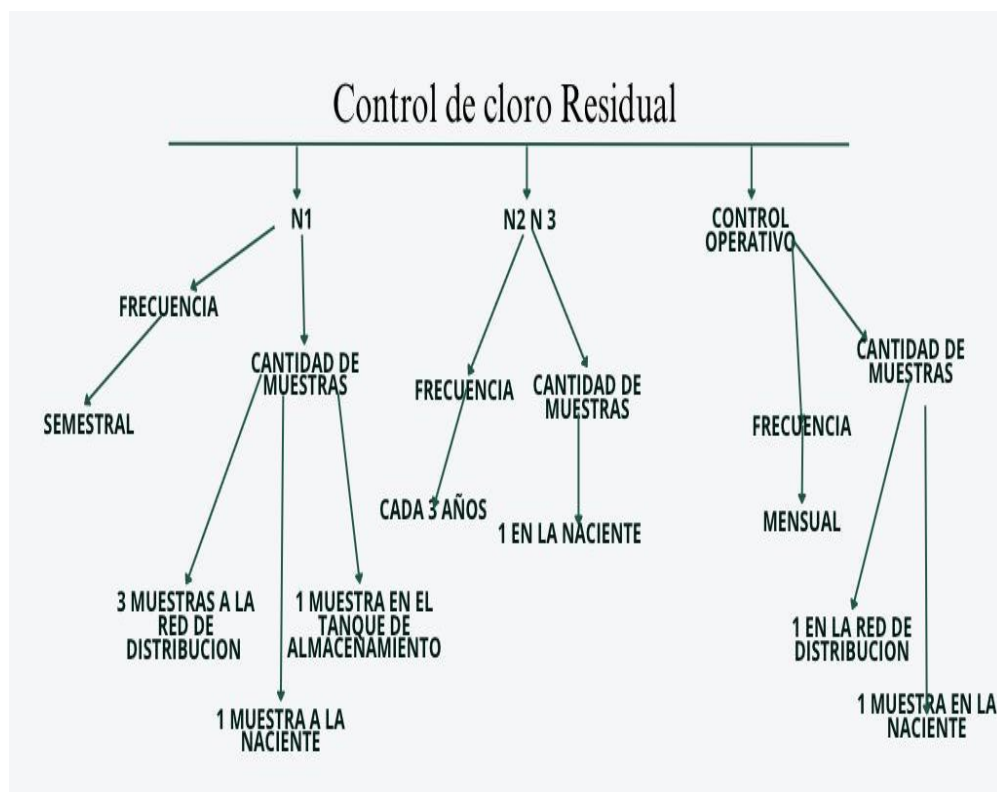 Control de cloro Residual
N1
N2 N 3
CONTROL
OPERATIVO
FRECUENCIA
SEMESTRAL
CANTIDAD DE
MUESTRAS
3 MUESTRAS A LA
RED DE
DISTRIBUCION
1 MUESTRA A LA
NACIENTE
1 MUESTRA EN EL
TANQUE DE
ALMACENAMIENTO
FRECUENCIA
CADA 3 AÑOS
CANTIDAD DE
MUESTRAS
1 EN LA NACIENTE
FRECUENCIA
MENSUAL
CANTIDAD DE
MUESTRAS
1 EN LA RED DE
DISTRIBUCION
1 MUESTRA EN LA
NACIENTE